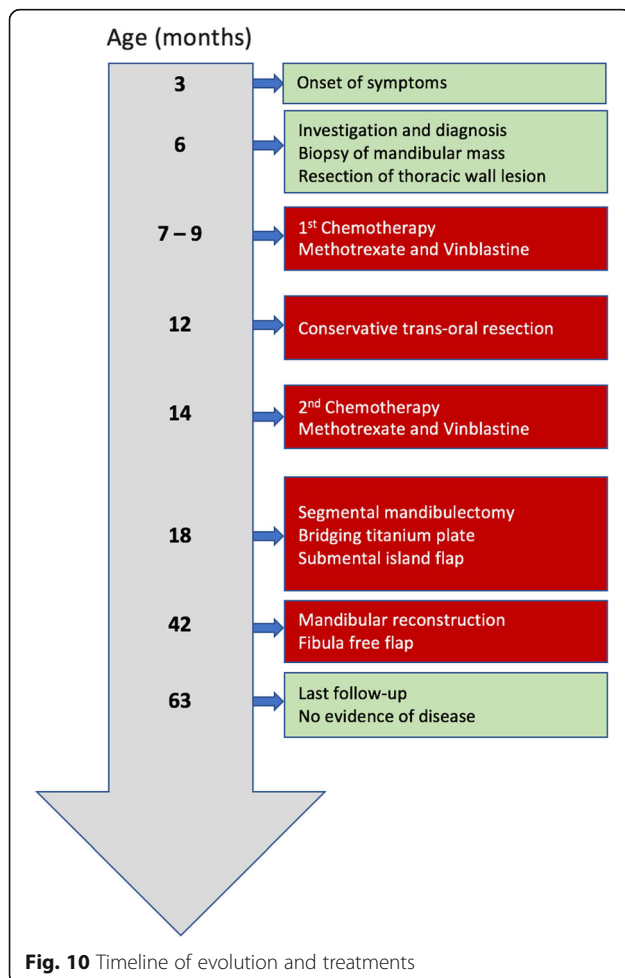 Age (months)
3
Onset of symptoms
6
Investigation and diagnosis
Biopsy of mandibular mass
Resection of thoracic wall lesion
7 – 9
1st Chemotherapy
Methotrexate and Vinblastine
12
Conservative trans-oral resection
14
2nd Chemotherapy
Methotrexate and Vinblastine
18
Segmental mandibulectomy
Bridging titanium plate
Submental island flap
42
Mandibular reconstruction
Fibula free flap
63
Last follow-up
No evidence of disease
Fig. 10 Timeline of evolution and treatments